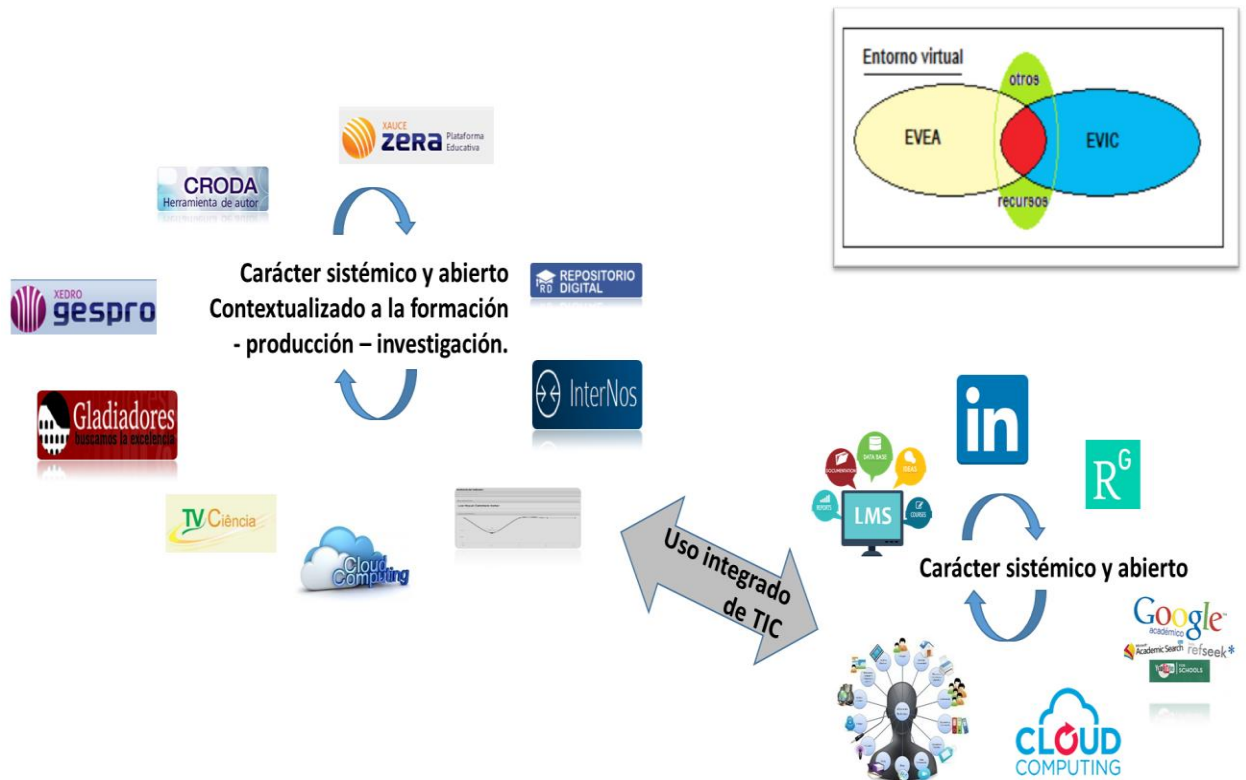 Entorno virtual
otros
EVEA
EVIC
recursos
XAUCE
zera Plataforma
Educativa
CRODA
Herramienta de autor
XEDRO
gespro
Carácter sistémico y abierto
Contextualizado a la formación
- producción – investigación.
RD
REPOSITORIO
DIGITAL
InterNos
Gladiadores
buscamos la excelencia
TV Ciência
Cloud
Computing
Uso integrado
de TIC
in
RG
DOCUMENTATION
DATA BASE
IDEAS
REPORTS
LMS
COURSES
Carácter sistémico y abierto
Google
académico
Academic Search
refseek*
SCHOOLS
CLOUD
COMPUTING